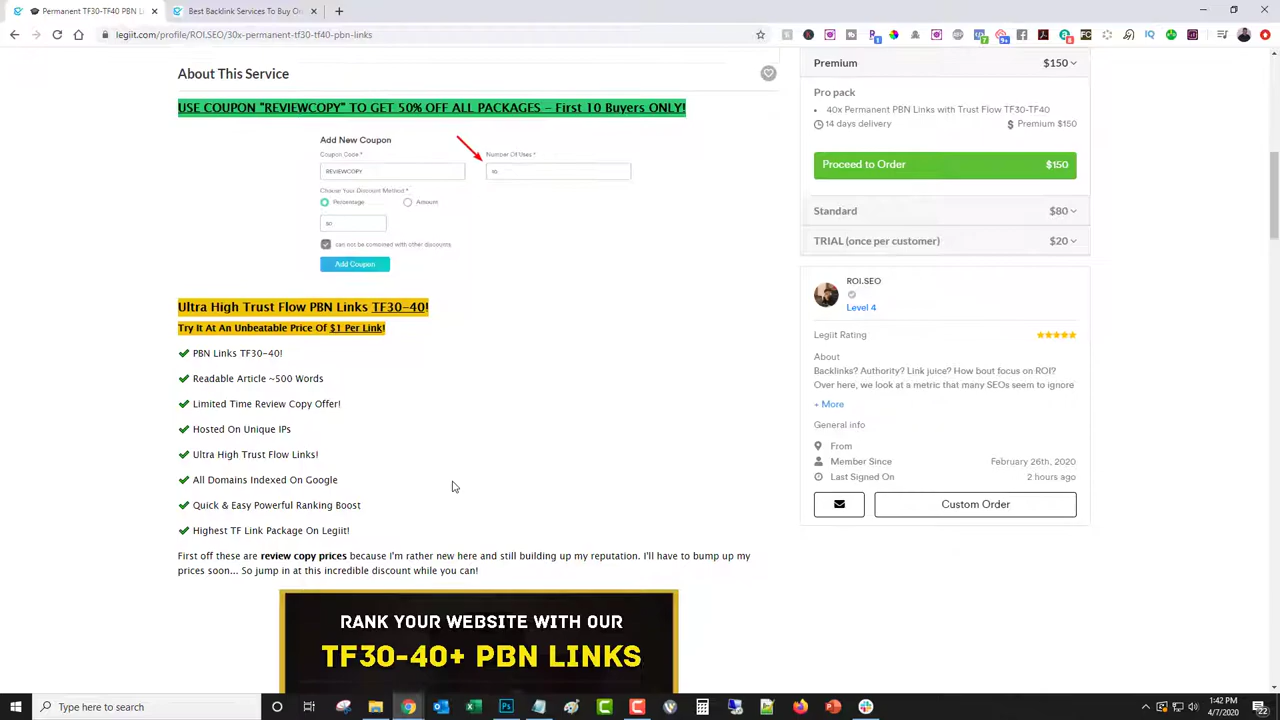 Permanent TF30-TF40 PBN Li
Best Backlink Services To Buy O
legiit.com/profile/ROI.SEO/30x-permanent-tf30-tf40-pbn-links
About This Service
USE COUPON "REVIEWCOPY" TO GET 50% OFF ALL PACKAGES - First 10 Buyers ONLY!
Add New Coupon
Coupon Code *
Number Of Uses *
REVIEWCOPY
10
Choose Your Discount Method *
Percentage
Amount
50
can not be combined with other discounts
Add Coupon
Ultra High Trust Flow PBN Links TF30-40!
Try It At An Unbeatable Price Of $1 Per Link!
PBN Links TF30-40!
Readable Article ~500 Words
Limited Time Review Copy Offer!
Hosted On Unique IPs
Ultra High Trust Flow Links!
All Domains Indexed On Google
Quick & Easy Powerful Ranking Boost
Highest TF Link Package On Legiit!
First off these are review copy prices because I'm rather new here and still building up my reputation. I'll have to bump up my
prices soon... So jump in at this incredible discount while you can!
RANK YOUR WEBSITE WITH OUR
TF30-40+ PBN LINKS
Premium $150
Pro pack
40x Permanent PBN Links with Trust Flow TF30-TF40
14 days delivery
Premium $150
Proceed to Order $150
Standard $80
TRIAL (once per customer) $20
ROI.SEO
Level 4
Legiit Rating
About
Backlinks? Authority? Link juice? How bout focus on ROI?
Over here, we look at a metric that many SEOs seem to ignore
+ More
General info
From
Member Since February 26th, 2020
Last Signed On 2 hours ago
Custom Order
Type here to search
1:42 PM
4/7/2020